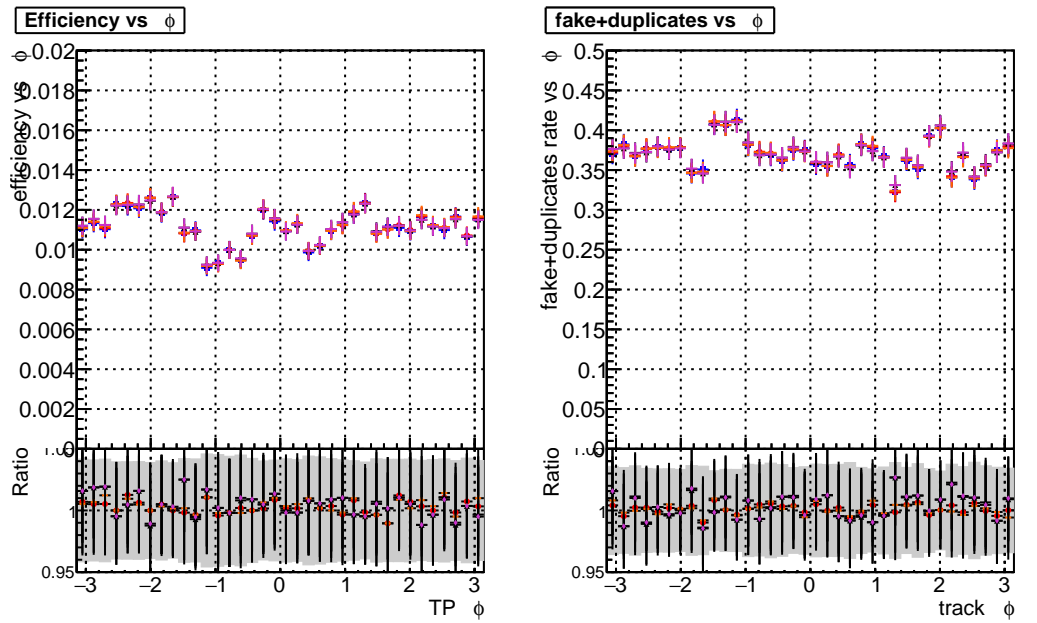 Efficiency vs ϕ
efficiency vs ϕ
0.02
0.018
0.016
0.014
0.012
0.01
0.008
0.006
0.004
0.002
0
Ratio
1
0.95
−3 −2 −1 0 1 2 3
TP ϕ
fake+duplicates vs ϕ
fake+duplicates rate vs ϕ
0.5
0.45
0.4
0.35
0.3
0.25
0.2
0.15
0.1
0.05
0
Ratio
1
0.95
−3 −2 −1 0 1 2 3
track ϕ